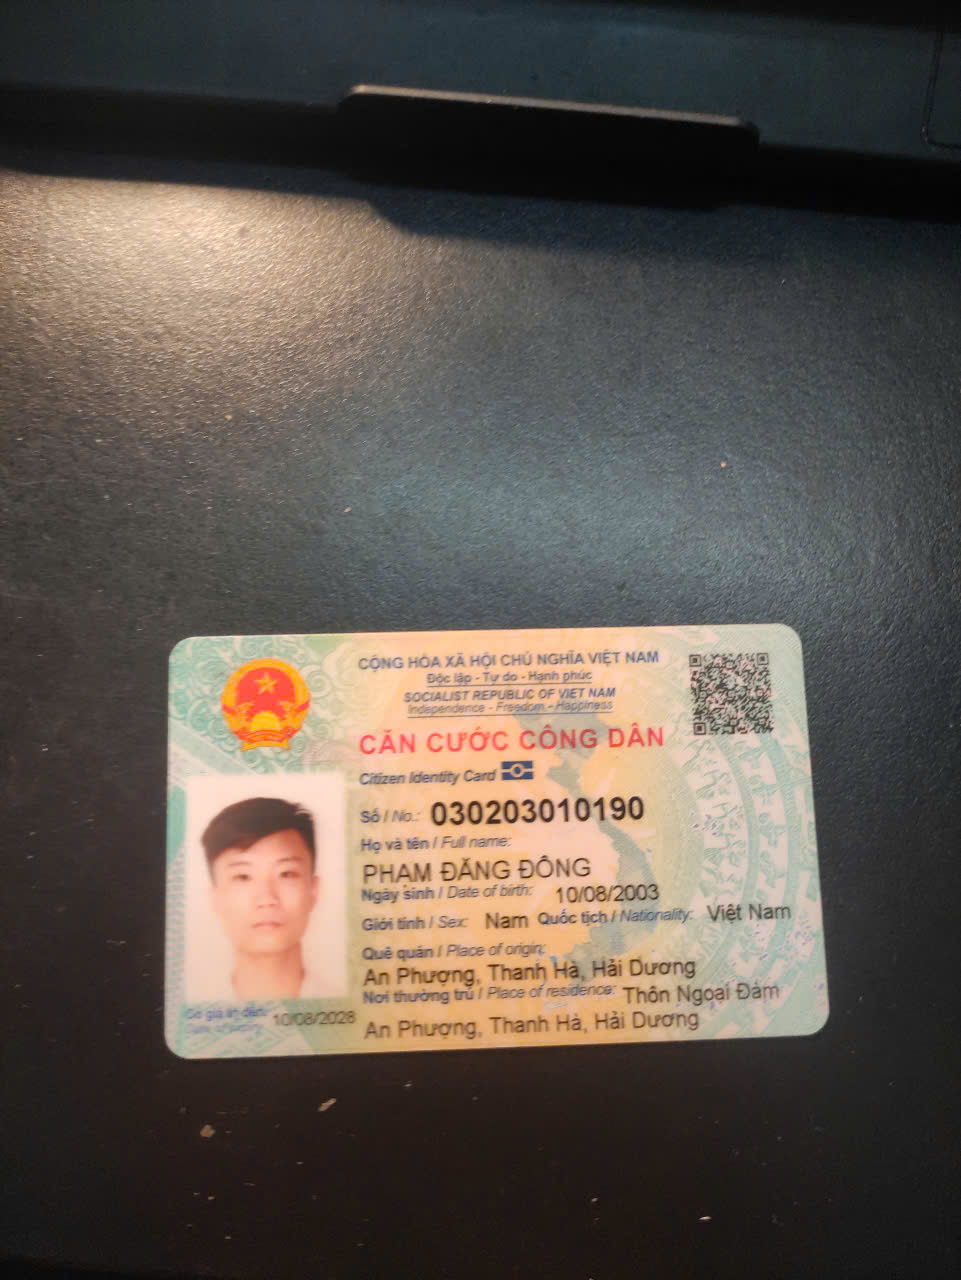 CỘNG HÒA XÃ HỘI CHỦ NGHĨA VIỆT NAM
Độc lập - Tự do - Hạnh phúc
SOCIALIST REPUBLIC OF VIET NAM
Independence - Freedom - Happiness
CĂN CƯỚC CÔNG DÂN
Citizen Identity Card
Số / No.: 030203010190
Họ và tên / Full name:
PHẠM ĐĂNG ĐÔNG
Ngày sinh / Date of birth: 10/08/2003
Giới tính / Sex: Nam Quốc tịch / Nationality: Việt Nam
Quê quán / Place of origin:
An Phượng, Thanh Hà, Hải Dương
Nơi thường trú / Place of residence: Thôn Ngoại Đàm
An Phượng, Thanh Hà, Hải Dương
Có giá trị đến: 10/08/2028
Date of expiry